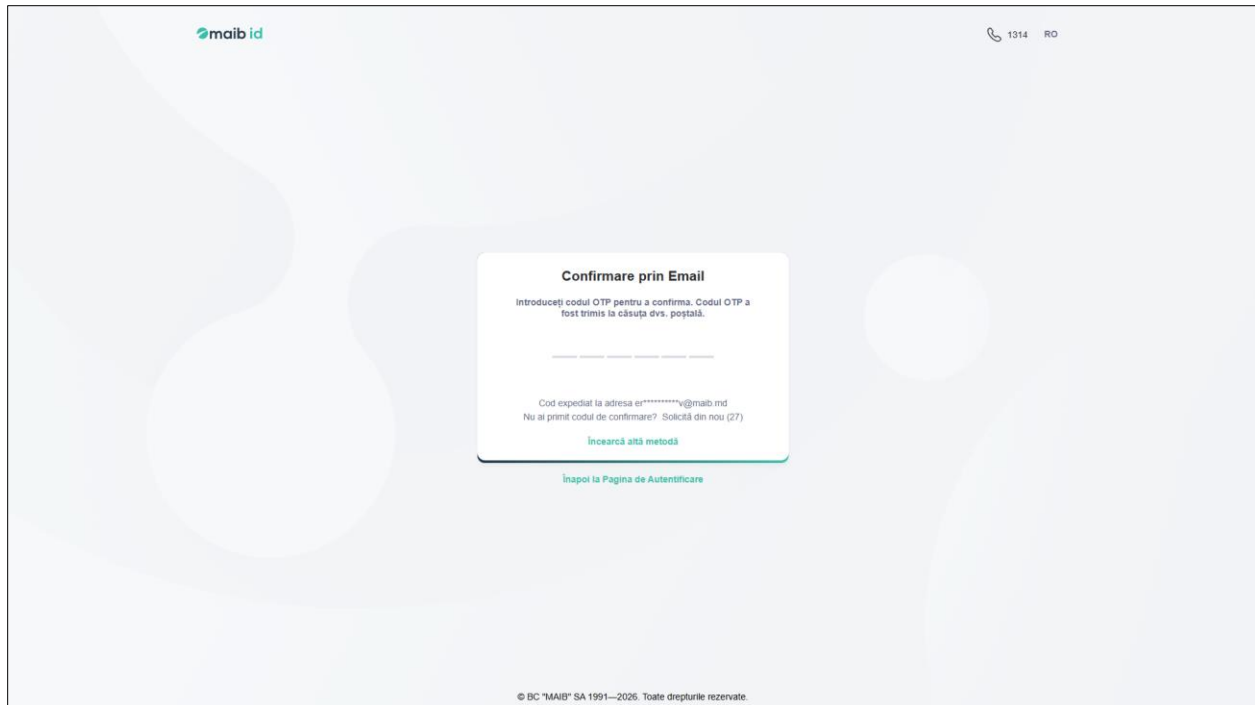 maib id
1314 RO
Confirmare prin Email
Introduceți codul OTP pentru a confirma. Codul OTP a
fost trimis la căsuța dvs. poștală.
Cod expediat la adresa er**********v@maib.md
Nu ai primit codul de confirmare? Solicită din nou (27)
Încearcă altă metodă
Înapoi la Pagina de Autentificare
© BC "MAIB" SA 1991—2026. Toate drepturile rezervate.